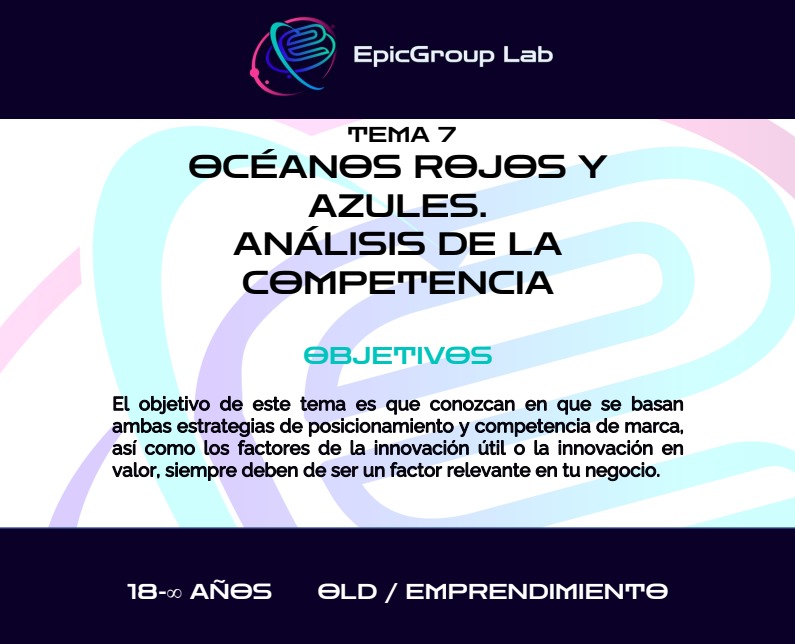 EpicGroup Lab
TEMA 7
OCÉANOS ROJOS Y
AZULES.
ANÁLISIS DE LA
COMPETENCIA
OBJETIVOS
El objetivo de este tema es que conozcan en que se basan
ambas estrategias de posicionamiento y competencia de marca,
así como los factores de la innovación útil o la innovación en
valor, siempre deben de ser un factor relevante en tu negocio.
18-∞ AÑOS OLD / EMPRENDIMIENTO